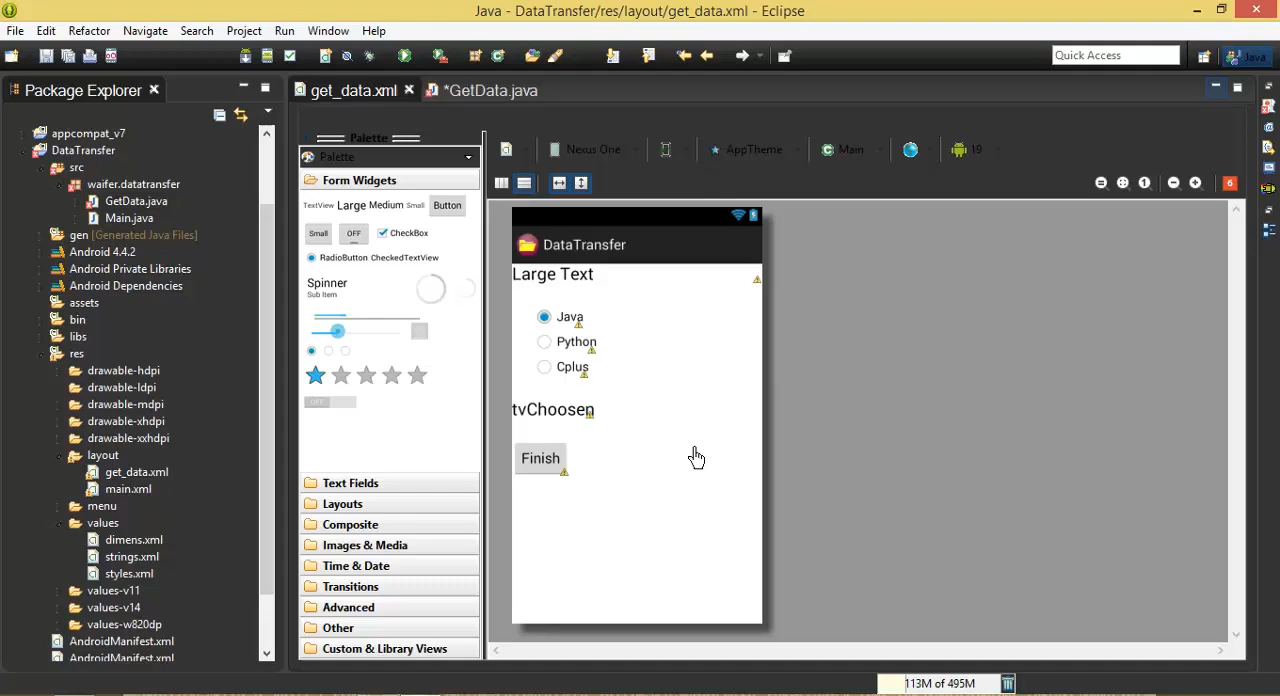 Java - DataTransfer/res/layout/get_data.xml - Eclipse
File Edit Refactor Navigate Search Project Run Window Help
Quick Access
Java
Package Explorer
get_data.xml
*GetData.java
appcompat_v7
DataTransfer
src
waifer.datatransfer
GetData.java
Main.java
gen [Generated Java Files]
Android 4.4.2
Android Private Libraries
Android Dependencies
assets
bin
libs
res
drawable-hdpi
drawable-ldpi
drawable-mdpi
drawable-xhdpi
drawable-xxhdpi
layout
get_data.xml
main.xml
menu
values
dimens.xml
strings.xml
styles.xml
values-v11
values-v14
values-w820dp
AndroidManifest.xml
AndroidManifest.xml
Palette
Palette
Form Widgets
TextView Large Medium Small Button
Small OFF CheckBox
RadioButton CheckedTextView
Spinner
Sub Item
OFF
Text Fields
Layouts
Composite
Images & Media
Time & Date
Transitions
Advanced
Other
Custom & Library Views
Nexus One
AppTheme
Main
19
6
DataTransfer
Large Text
Java
Python
Cplus
tvChoosen
Finish
113M of 495M